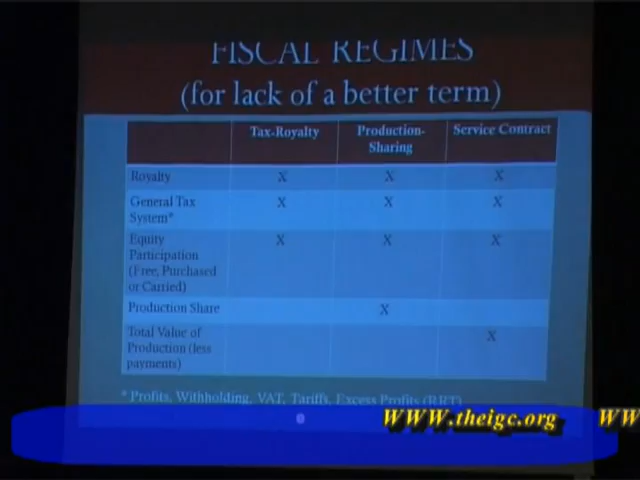 FISCAL REGIMES
(for lack of a better term)
Tax-Royalty Production-Sharing Service Contract
Royalty X X X
General Tax System* X X X
Equity Participation (Free, Purchased or Carried) X X X
Production Share X
Total Value of Production (less payments) X
* Profits, Withholding, VAT, Tariffs, Excess Profits (RRT)
WWW.theigc.org WW